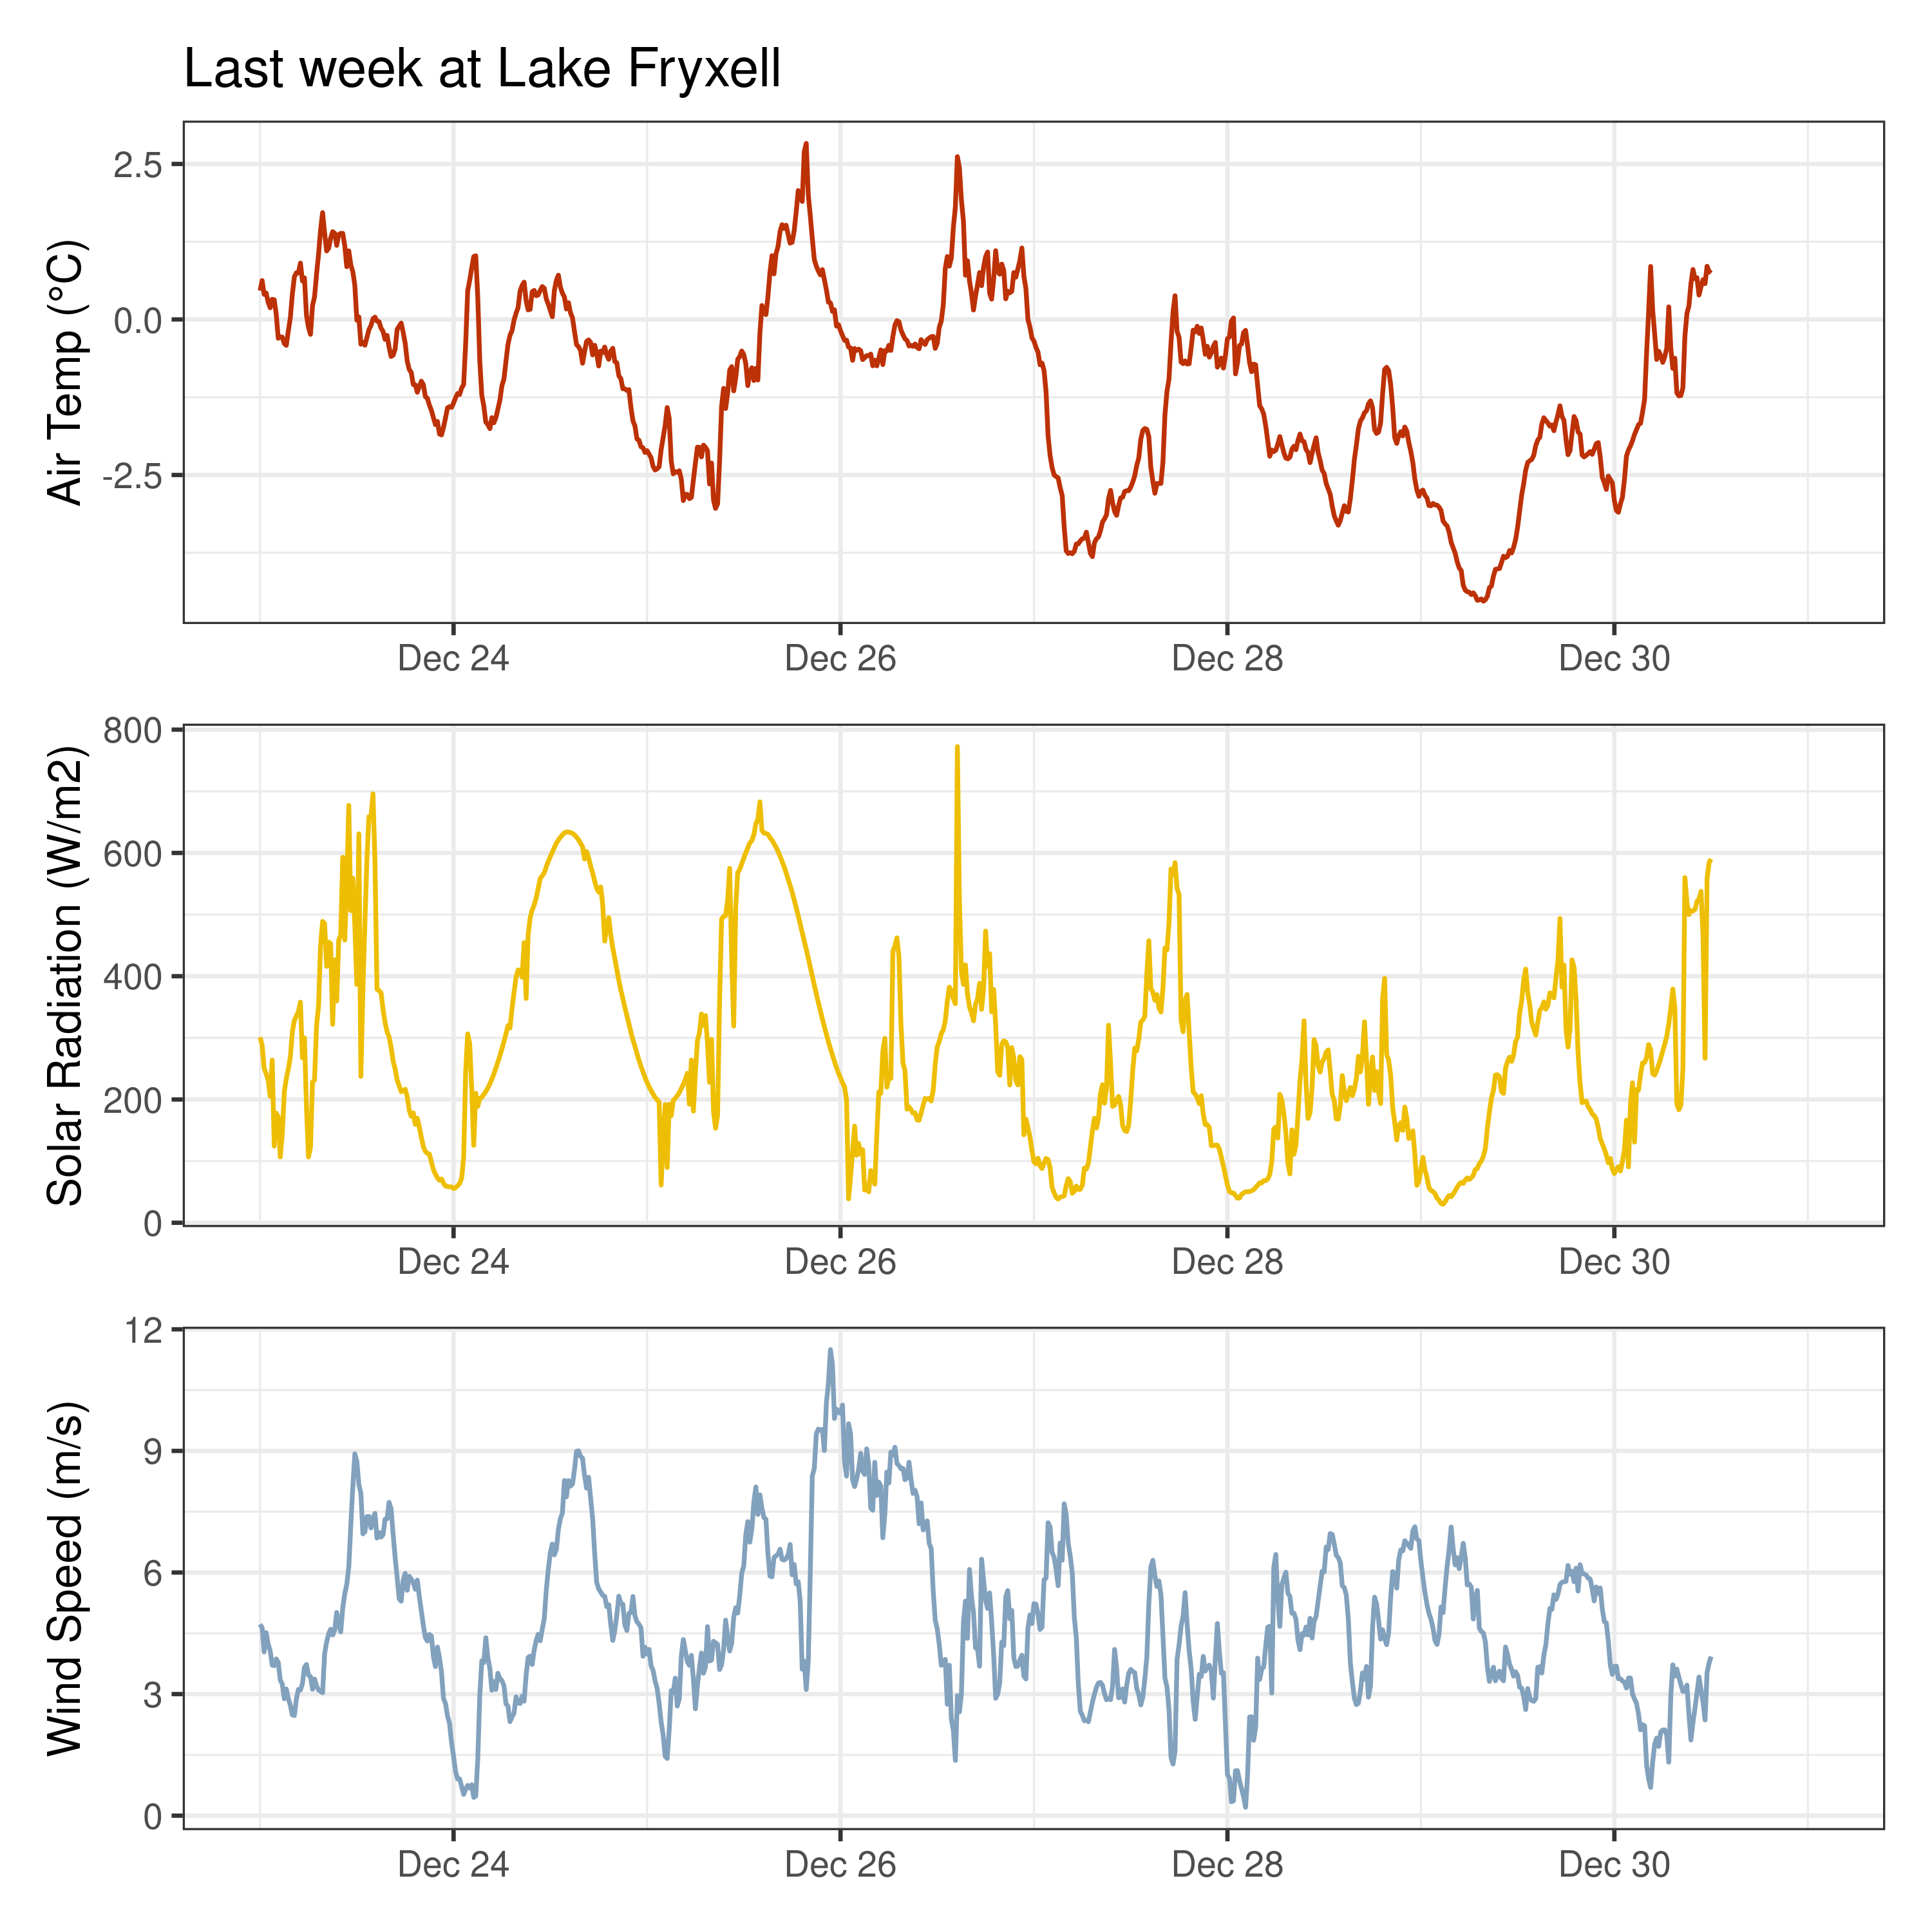 Last week at Lake Fryxell
Air Temp (°C)
2.5
0.0
-2.5
Dec 24 Dec 26 Dec 28 Dec 30
Solar Radiation (W/m2)
800
600
400
200
0
Dec 24 Dec 26 Dec 28 Dec 30
Wind Speed (m/s)
12
9
6
3
0
Dec 24 Dec 26 Dec 28 Dec 30